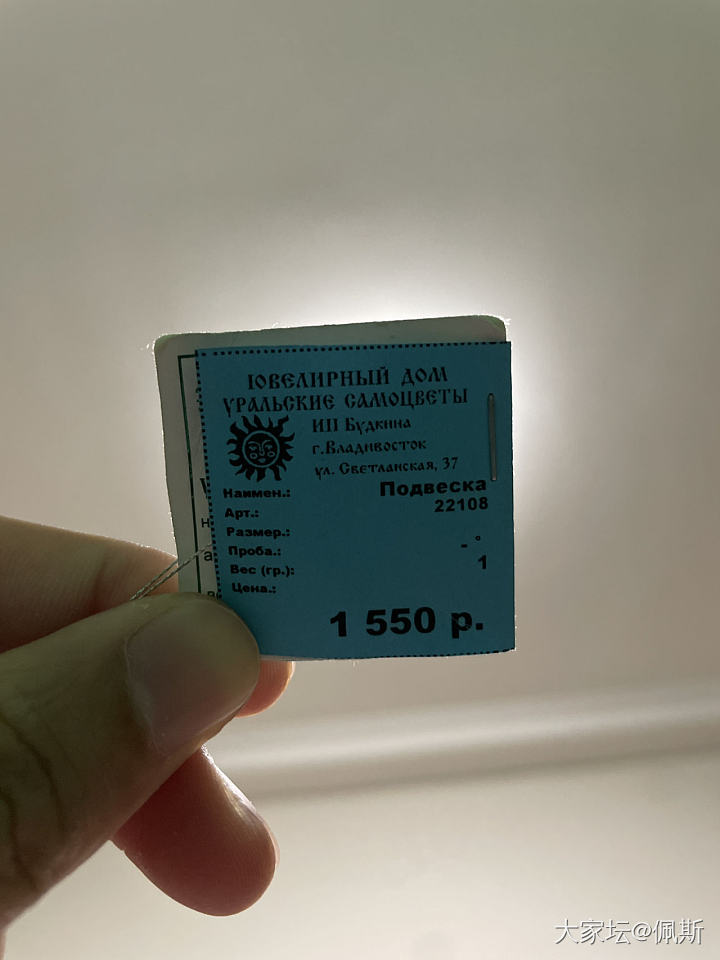 ЮВЕЛИРНЫЙ ДОМ
УРАЛЬСКИЕ САМОЦВЕТЫ
ИП Будкина
г.Владивосток
ул. Светланская, 37
Наимен.: Подвеска
Арт.: 22108
Размер.:
Проба.: - °
Вес (гр.): 1
Цена.:
1 550 р.
大家坛@佩斯